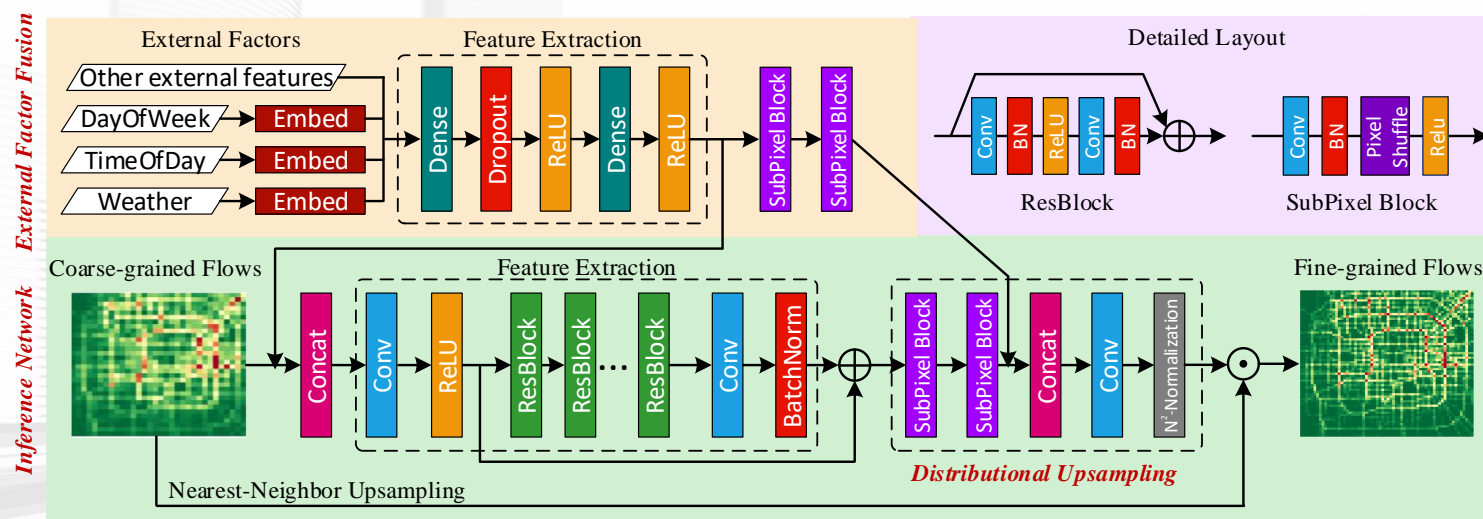 External Factor Fusion
External Factors
Other external features
DayOfWeek
Embed
TimeOfDay
Embed
Weather
Embed
Feature Extraction
Dense
Dropout
ReLU
Dense
ReLU
SubPixel Block
SubPixel Block
Detailed Layout
Conv
BN
ReLU
Conv
BN
ResBlock
Conv
BN
Pixel
Shuffle
Relu
SubPixel Block
Inference Network
Coarse-grained Flows
Concat
Feature Extraction
Conv
ReLU
ResBlock
ResBlock
...
ResBlock
Conv
BatchNorm
SubPixel Block
SubPixel Block
Concat
Conv
N²-Normalization
Distributional Upsampling
Fine-grained Flows
Nearest-Neighbor Upsampling